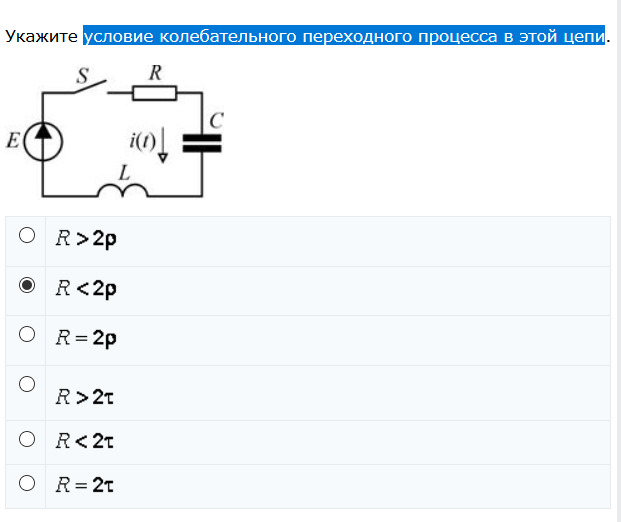 Укажите условие колебательного переходного процесса в этой цепи.
S R
C
E i(t)
L
R > 2ρ
R < 2ρ
R = 2ρ
R > 2τ
R < 2τ
R = 2τ